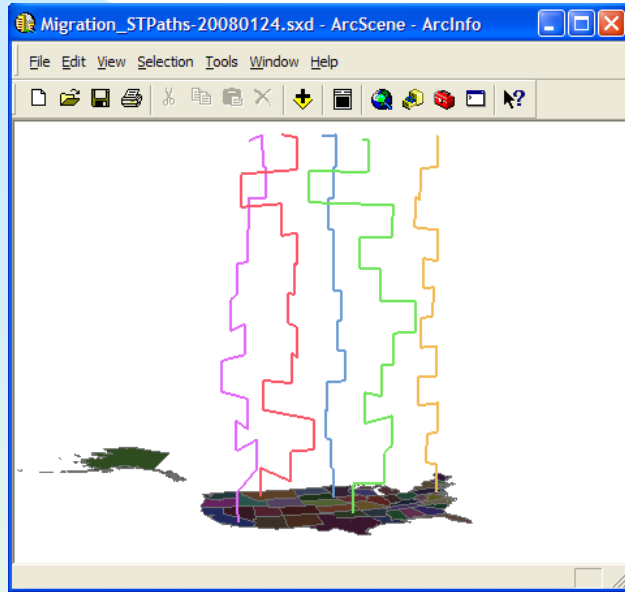 Migration_STPaths-20080124.sxd - ArcScene - ArcInfo
File Edit View Selection Tools Window Help